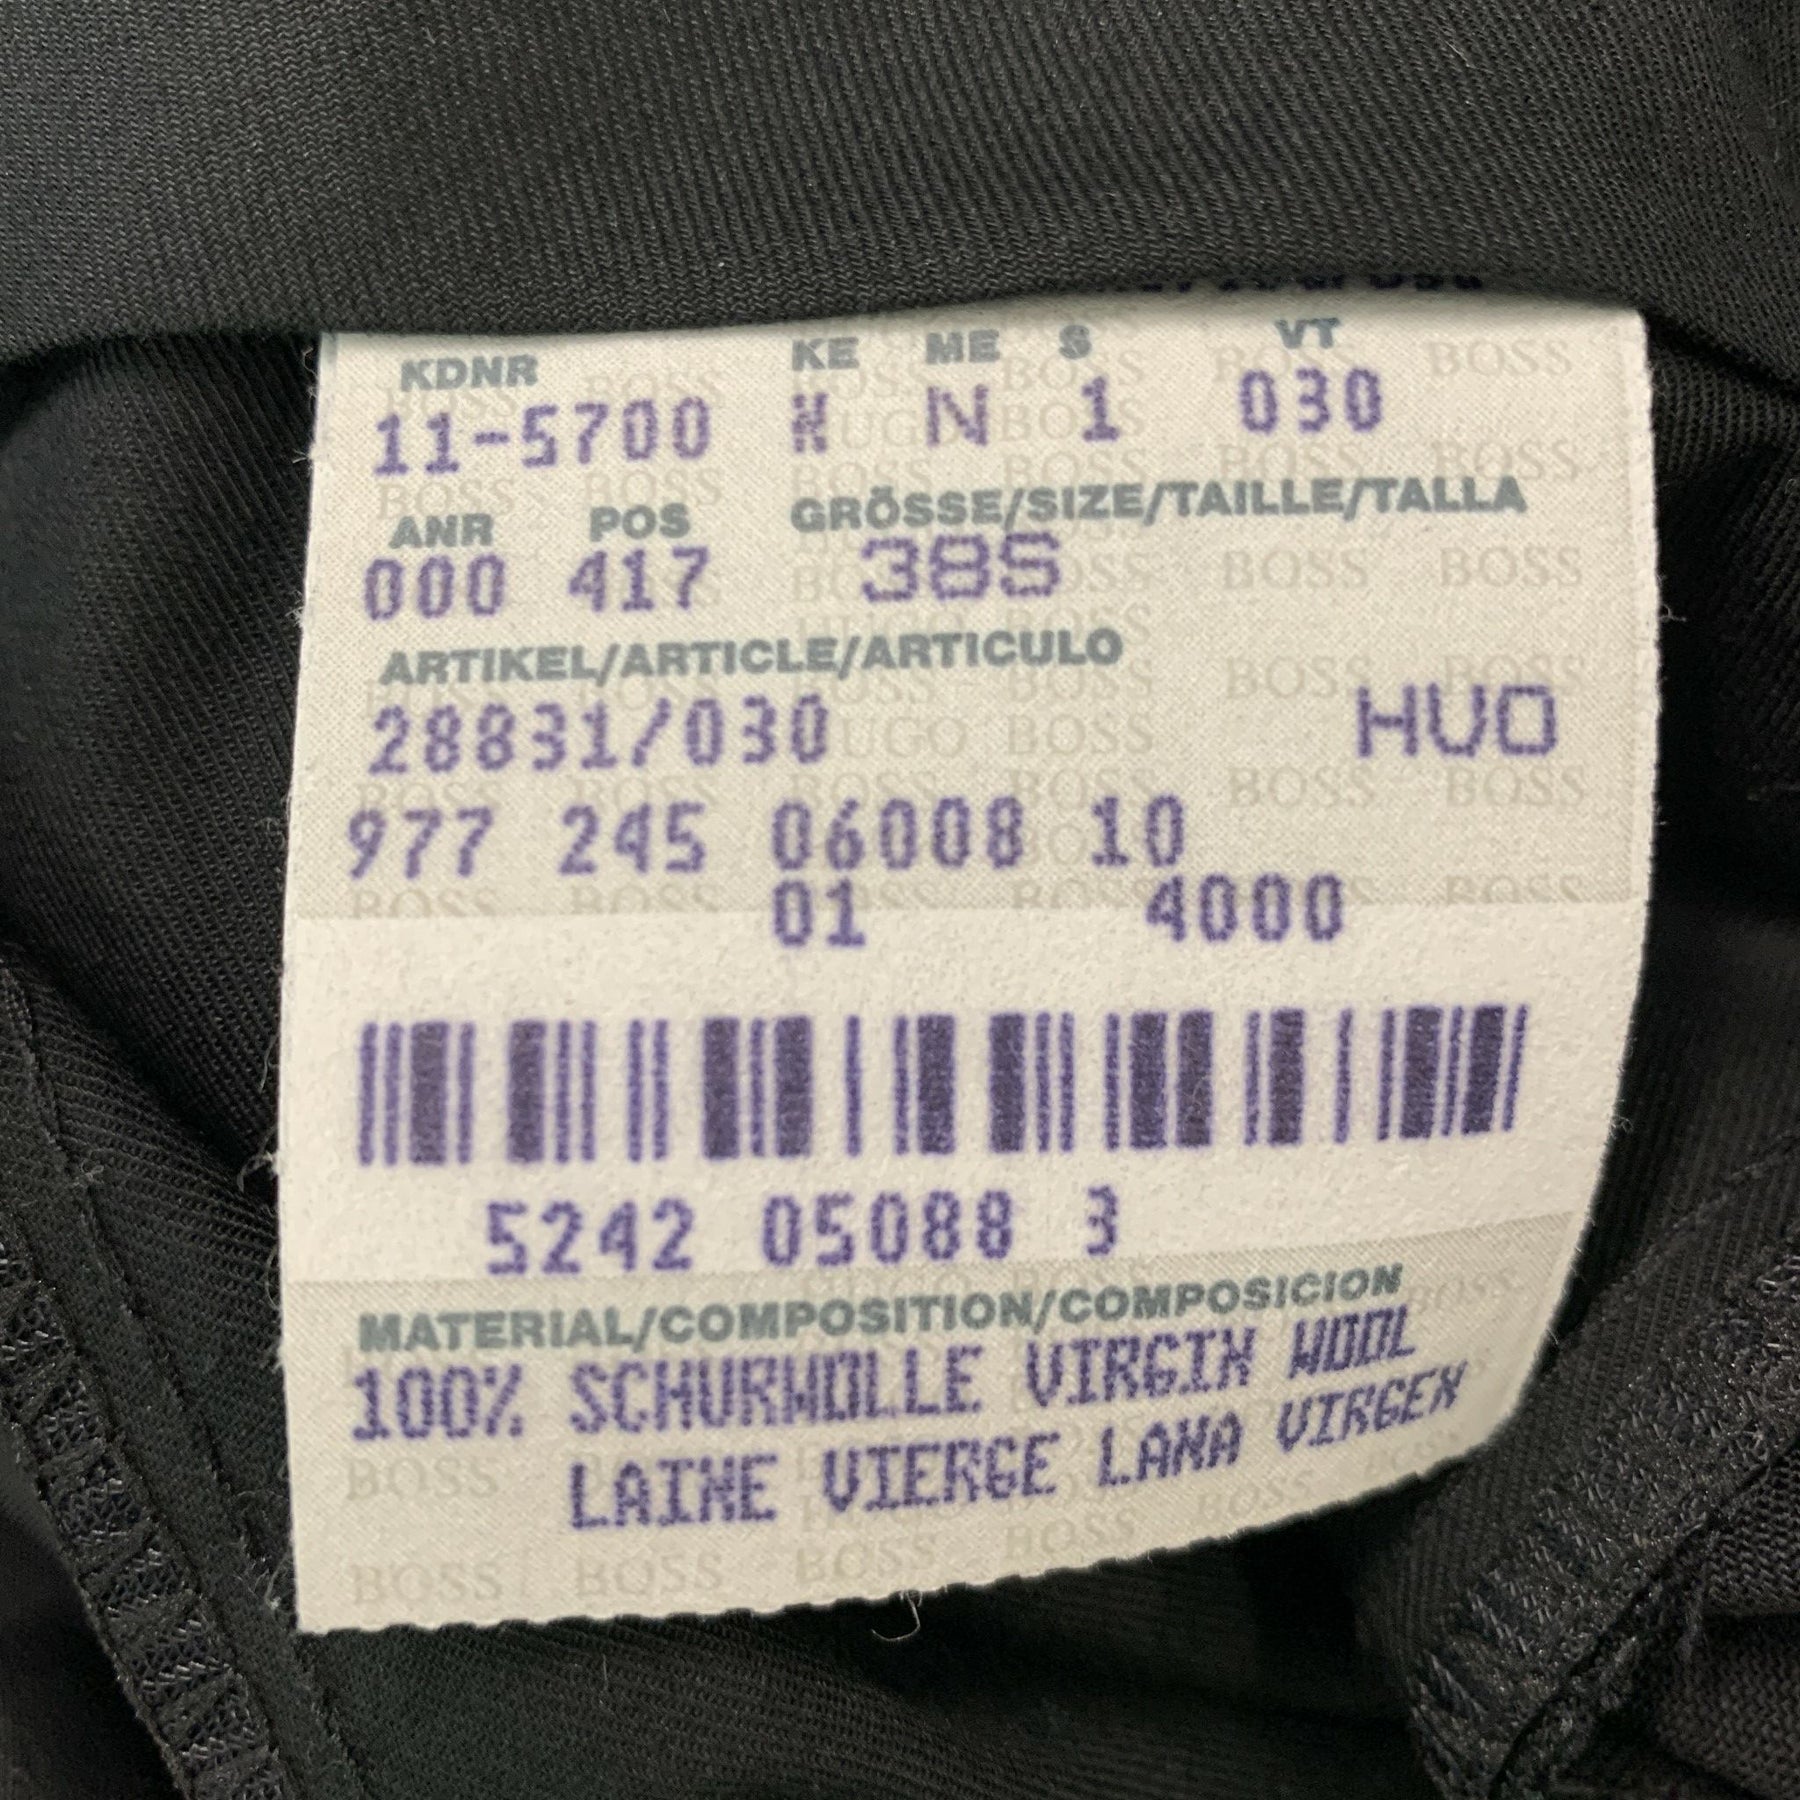 KDNR KE ME S VT
11-5700 N N 1 030
ANR POS GRÖSSE/SIZE/TAILLE/TALLA
000 417 38S
ARTIKEL/ARTICLE/ARTICULO
28831/030 HVO
977 245 06008 10
01 4000
5242 05088 3
MATERIAL/COMPOSITION/COMPOSICION
100% SCHURWOLLE VIRGIN WOOL
LAINE VIERGE LANA VIRGEN